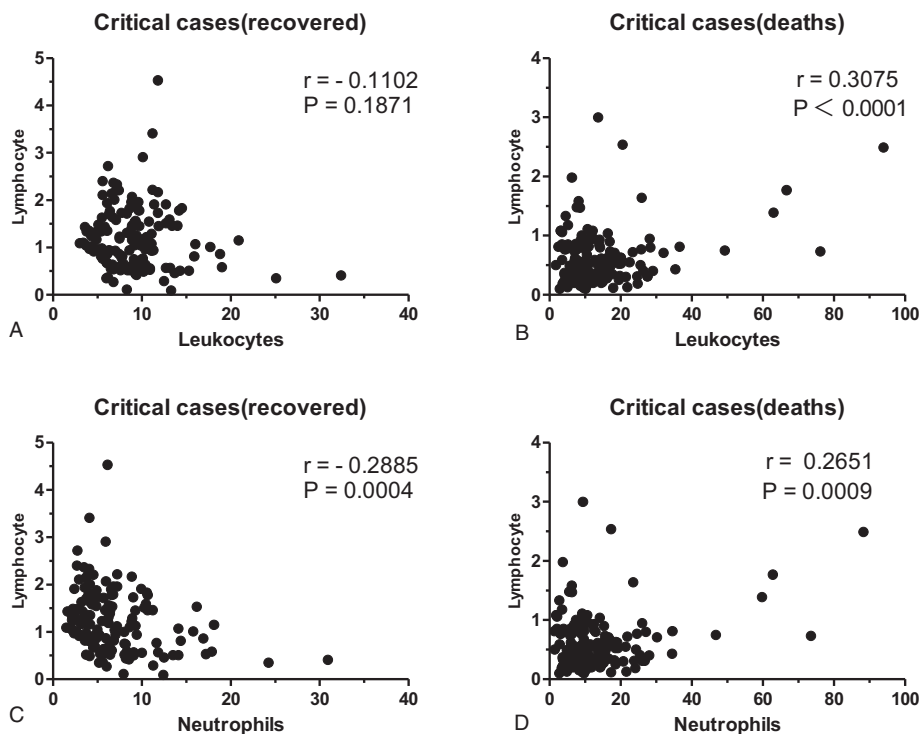 Critical cases(recovered)
5
4
3
2
1
0
Lymphocyte
r = - 0.1102
P = 0.1871
0 10 20 30 40
Leukocytes
A
Critical cases(deaths)
4
3
2
1
0
Lymphocyte
r = 0.3075
P < 0.0001
0 20 40 60 80 100
Leukocytes
B
Critical cases(recovered)
5
4
3
2
1
0
Lymphocyte
r = - 0.2885
P = 0.0004
0 10 20 30 40
Neutrophils
C
Critical cases(deaths)
4
3
2
1
0
Lymphocyte
r = 0.2651
P = 0.0009
0 20 40 60 80 100
Neutrophils
D